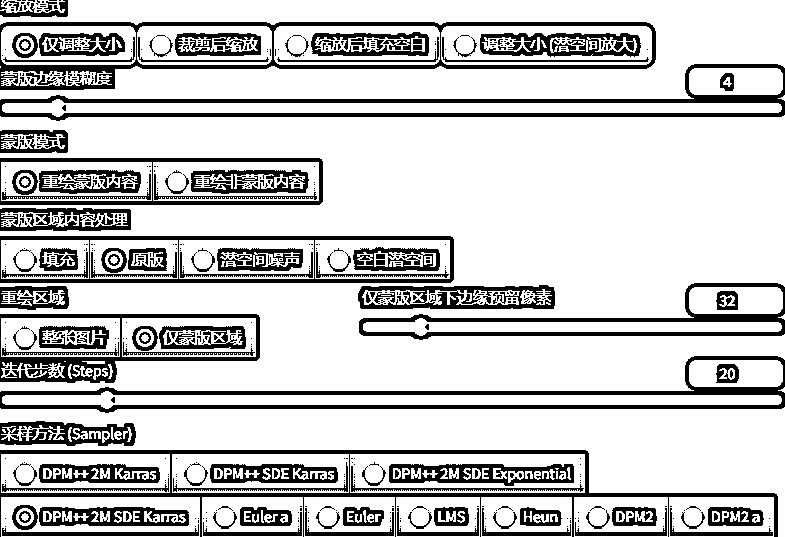 缩放模式
仅调整大小 裁剪后缩放 缩放后填充空白 调整大小 (潜空间放大)
蒙版边缘模糊度 4
蒙版模式
重绘蒙版内容 重绘非蒙版内容
蒙版区域内容处理
填充 原版 潜空间噪声 空白潜空间
重绘区域 仅蒙版区域下边缘预留像素 32
整张图片 仅蒙版区域
迭代步数 (Steps) 20
采样方法 (Sampler)
DPM++ 2M Karras DPM++ SDE Karras DPM++ 2M SDE Exponential
DPM++ 2M SDE Karras Euler a Euler LMS Heun DPM2 DPM2 a